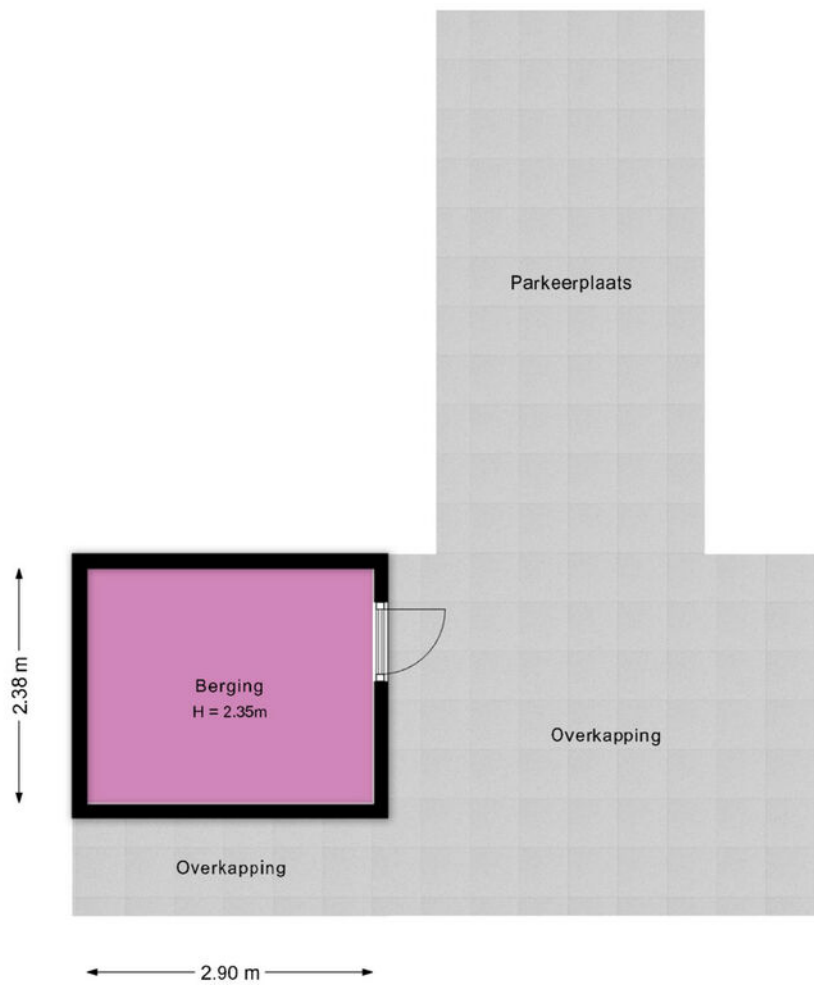 Parkeerplaats
2.38 m
Berging
H = 2.35m
Overkapping
Overkapping
2.90 m